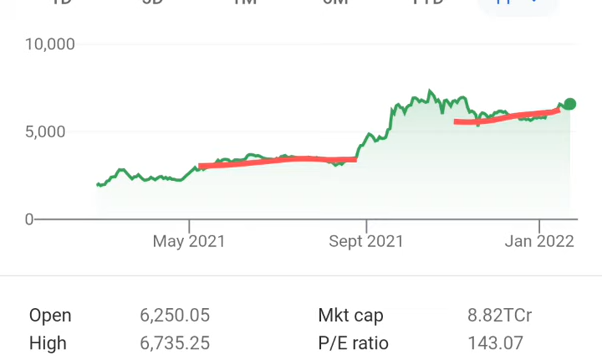 10,000
5,000
0
May 2021 Sept 2021 Jan 2022
Open 6,250.05 Mkt cap 8.82TCr
High 6,735.25 P/E ratio 143.07